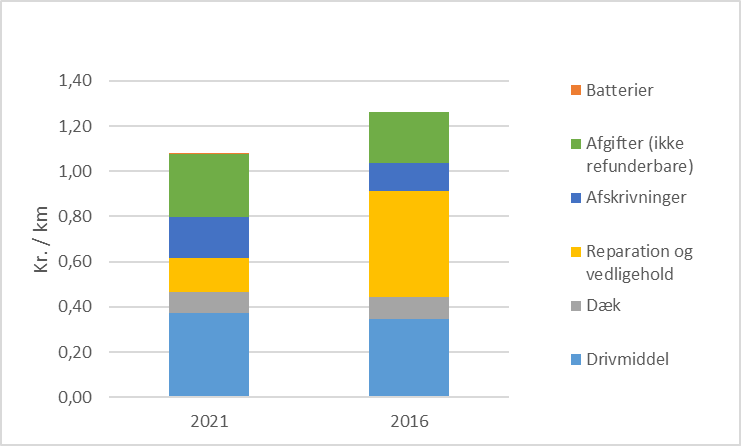 Kr. / km
1,40
1,20
1,00
0,80
0,60
0,40
0,20
0,00
2021
2016
Batterier
Afgifter (ikke
refunderbare)
Afskrivninger
Reparation og
vedligehold
Dæk
Drivmiddel